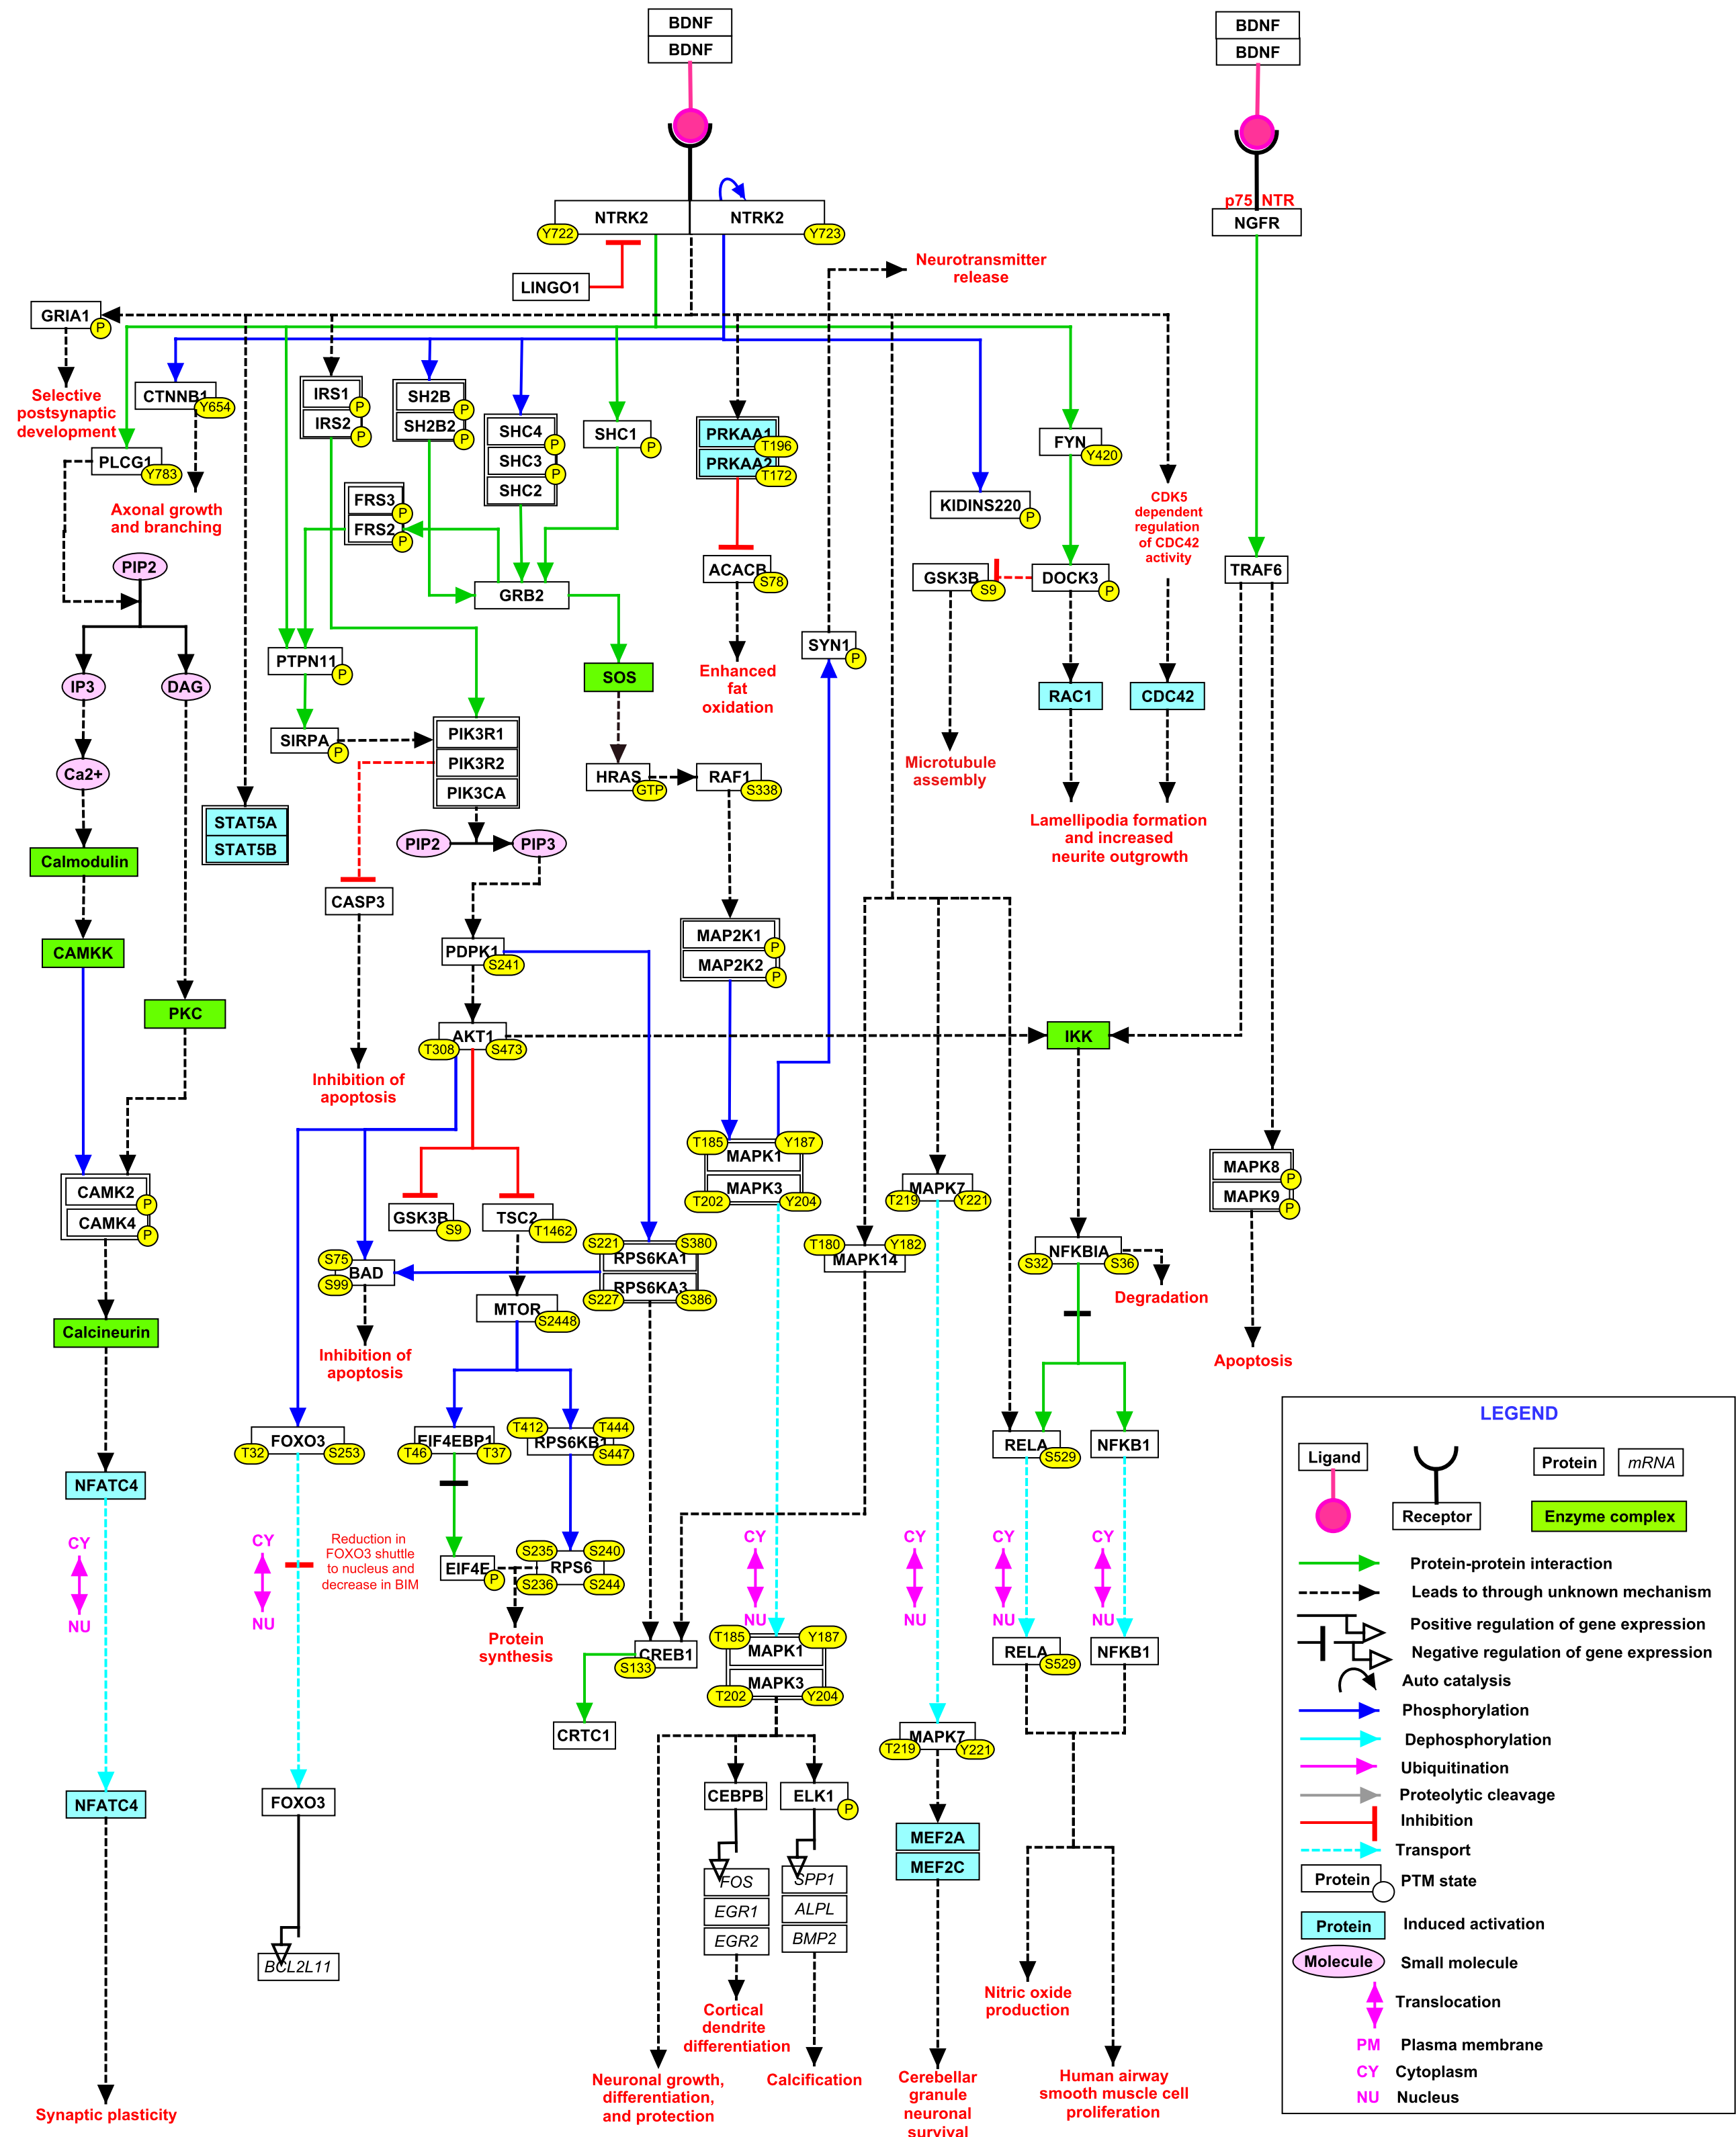 BDNF
BDNF
BDNF
BDNF
p75 NTR
NGFR
NTRK2
NTRK2
Y722
Y723
LINGO1
Neurotransmitter
release
GRIA1
P
Selective
postsynaptic
development
CTNNB1
Y654
PLCG1
Y783
Axonal growth
and branching
IRS1
P
IRS2
P
SH2B
P
SH2B2
P
SHC4
P
SHC3
P
SHC2
SHC1
P
PRKAA1
T196
PRKAA2
T172
FYN
Y420
KIDINS220
P
CDK5
dependent
regulation
of CDC42
activity
FRS3
P
FRS2
P
PIP2
GRB2
ACACB
S78
GSK3B
S9
DOCK3
P
TRAF6
PTPN11
P
SYN1
P
IP3
DAG
SOS
Enhanced
fat
oxidation
RAC1
CDC42
SIRPA
P
PIK3R1
PIK3R2
PIK3CA
Ca2+
HRAS
GTP
RAF1
S338
Microtubule
assembly
STAT5A
STAT5B
PIP2
PIP3
Lamellipodia formation
and increased
neurite outgrowth
Calmodulin
CASP3
CAMKK
PDPK1
S241
MAP2K1
P
MAP2K2
P
PKC
AKT1
T308
S473
IKK
Inhibition of
apoptosis
T185
Y187
MAPK1
MAPK3
T202
Y204
MAPK7
T219
Y221
MAPK8
P
MAPK9
P
CAMK2
P
CAMK4
P
GSK3B
S9
TSC2
T1462
S221
S380
RPS6KA1
RPS6KA3
S227
S386
T180
Y182
MAPK14
NFKBIA
S32
S36
Degradation
S75
BAD
S99
MTOR
S2448
Calcineurin
Inhibition of
apoptosis
Apoptosis
FOXO3
T32
S253
EIF4EBP1
T46
T37
T412
T444
RPS6KB1
S447
RELA
S529
NFKB1
NFATC4
CY
NU
CY
NU
Reduction in
FOXO3 shuttle
to nucleus and
decrease in BIM
EIF4E
P
S235
S240
RPS6
S236
S244
CY
NU
CY
NU
CY
NU
CY
NU
Protein
synthesis
CREB1
S133
T185
Y187
MAPK1
MAPK3
T202
Y204
RELA
S529
NFKB1
CRTC1
MAPK7
T219
Y221
NFATC4
FOXO3
CEBPB
ELK1
P
MEF2A
MEF2C
FOS
EGR1
EGR2
SPP1
ALPL
BMP2
BCL2L11
Nitric oxide
production
Cortical
dendrite
differentiation
Neuronal growth,
differentiation,
and protection
Calcification
Cerebellar
granule
neuronal
survival
Human airway
smooth muscle cell
proliferation
Synaptic plasticity
LEGEND
Ligand
Receptor
Protein
mRNA
Enzyme complex
Protein-protein interaction
Leads to through unknown mechanism
Positive regulation of gene expression
Negative regulation of gene expression
Auto catalysis
Phosphorylation
Dephosphorylation
Ubiquitination
Proteolytic cleavage
Inhibition
Transport
Protein
PTM state
Protein
Induced activation
Molecule
Small molecule
Translocation
PM
Plasma membrane
CY
Cytoplasm
NU
Nucleus